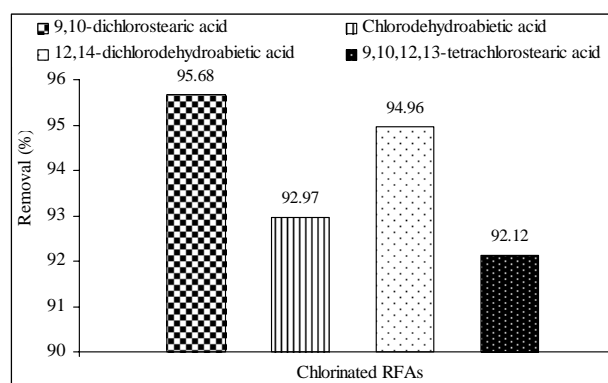 9,10-dichlorostearic acid Chlorodehydroabietic acid
12,14-dichlorodehydroabietic acid 9,10,12,13-tetrachlorostearic acid
96
95.68
95
94.96
94
93
92.97
92
92.12
91
90
Removal (%)
Chlorinated RFAs